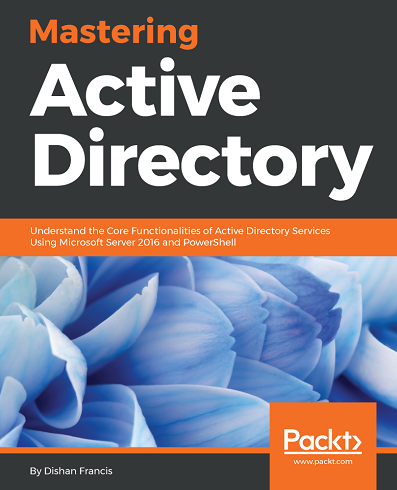 Mastering
Active
Directory
Understand the Core Functionalities of Active Directory Services
Using Microsoft Server 2016 and PowerShell
Packt>
www.packt.com
By Dishan Francis